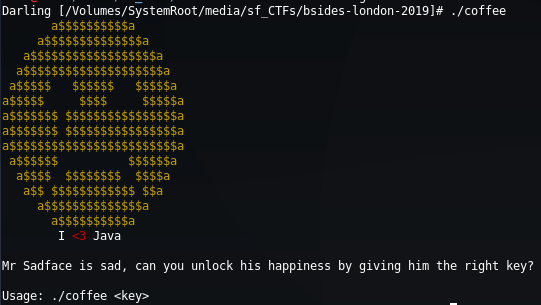 Darling [/Volumes/SystemRoot/media/sf_CTFs/bsides-london-2019]# ./coffee
       a$$$$$$$$$$a
     a$$$$$$$$$$$$$$a
   a$$$$$$$$$$$$$$$$$$a
  a$$$$$$$$$$$$$$$$$$$$a
 a$$$$$   $$$$$$   $$$$$a
a$$$$$     $$$$     $$$$$a
a$$$$$$$ $$$$$$$$$$$$$$$$a
a$$$$$$$ $$$$$$$$$$$$$$$$a
a$$$$$$$$$$$$$$$$$$$$$$$$a
 a$$$$$$          $$$$$$a
  a$$$$  $$$$$$$$  $$$$a
   a$$ $$$$$$$$$$$$ $$a
     a$$$$$$$$$$$$$$a
       a$$$$$$$$$$a
        I <3 Java
Mr Sadface is sad, can you unlock his happiness by giving him the right key?
Usage: ./coffee <key>